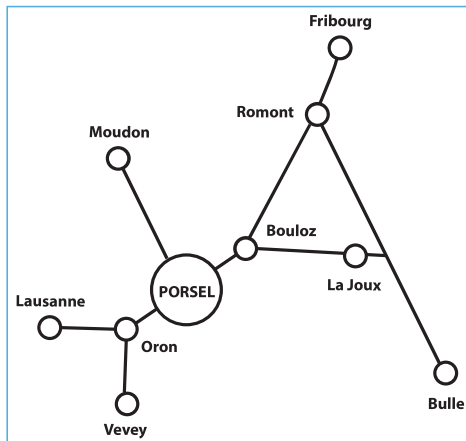 Fribourg
Romont
Moudon
Bouloz
La Joux
PORSEL
Lausanne
Oron
Bulle
Vevey